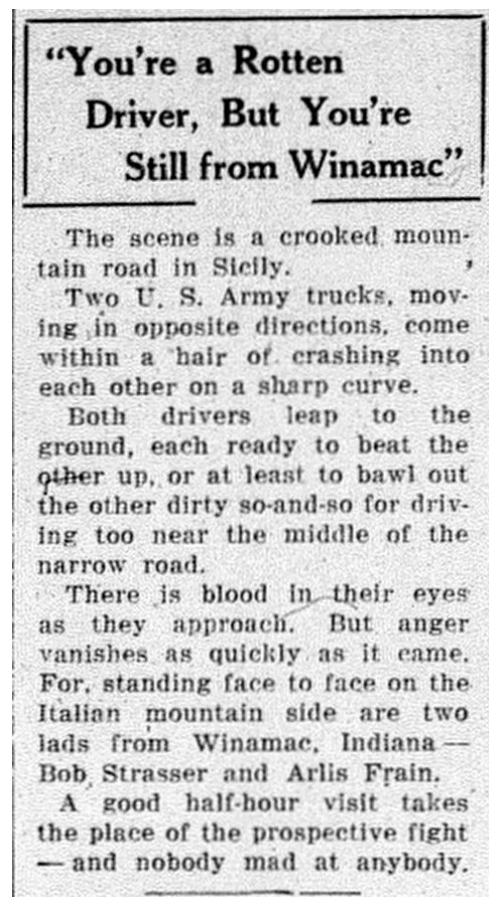 “You’re a Rotten
Driver, But You’re
Still from Winamac”
The scene is a crooked moun-
tain road in Sicily.
Two U. S. Army trucks, mov-
ing in opposite directions, come
within a hair of crashing into
each other on a sharp curve.
Both drivers leap to the
ground, each ready to beat the
other up, or at least to bawl out
the other dirty so-and-so for driv-
ing too near the middle of the
narrow road.
There is blood in their eyes
as they approach. But anger
vanishes as quickly as it came.
For, standing face to face on the
Italian mountain side are two
lads from Winamac, Indiana—
Bob Strasser and Arlis Frain.
A good half-hour visit takes
the place of the prospective fight
—and nobody mad at anybody.